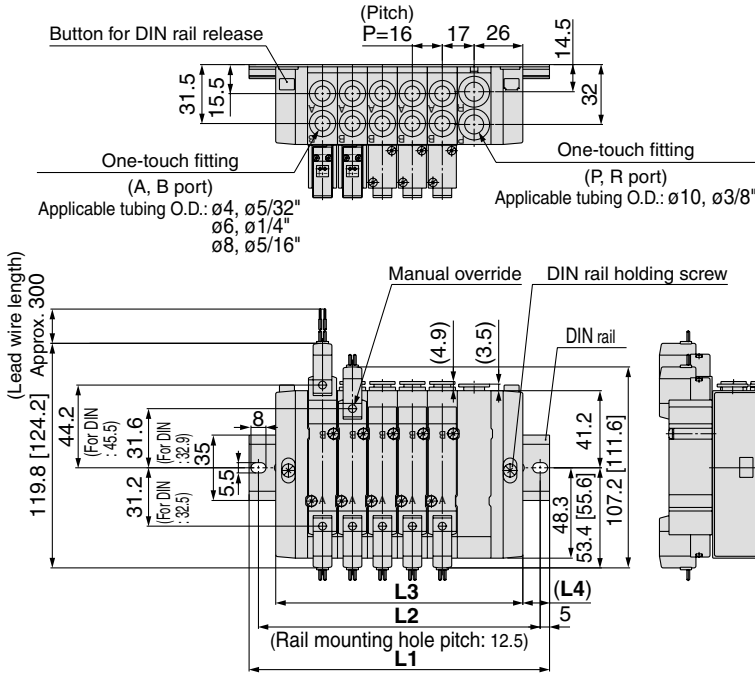 (Pitch)
P=16
17
26
14.5
Button for DIN rail release
31.5
15.5
32
A A A A A P
B B B B B R
One-touch fitting
(A, B port)
Applicable tubing O.D.: ø4, ø5/32"
ø6, ø1/4"
ø8, ø5/16"
One-touch fitting
(P, R port)
Applicable tubing O.D.: ø10, ø3/8"
(Lead wire length)
Approx. 300
Manual override
DIN rail holding screw
DIN rail
(4.9)
(3.5)
119.8 [124.2]
44.2
(For DIN
: 45.5)
31.6
(For DIN
: 32.9)
8
35
5.5
31.2
(For DIN
: 32.5)
B B B B B
A A A A A
41.2
48.3
53.4 [55.6]
107.2 [111.6]
L3
(L4)
L2
5
(Rail mounting hole pitch: 12.5)
L1